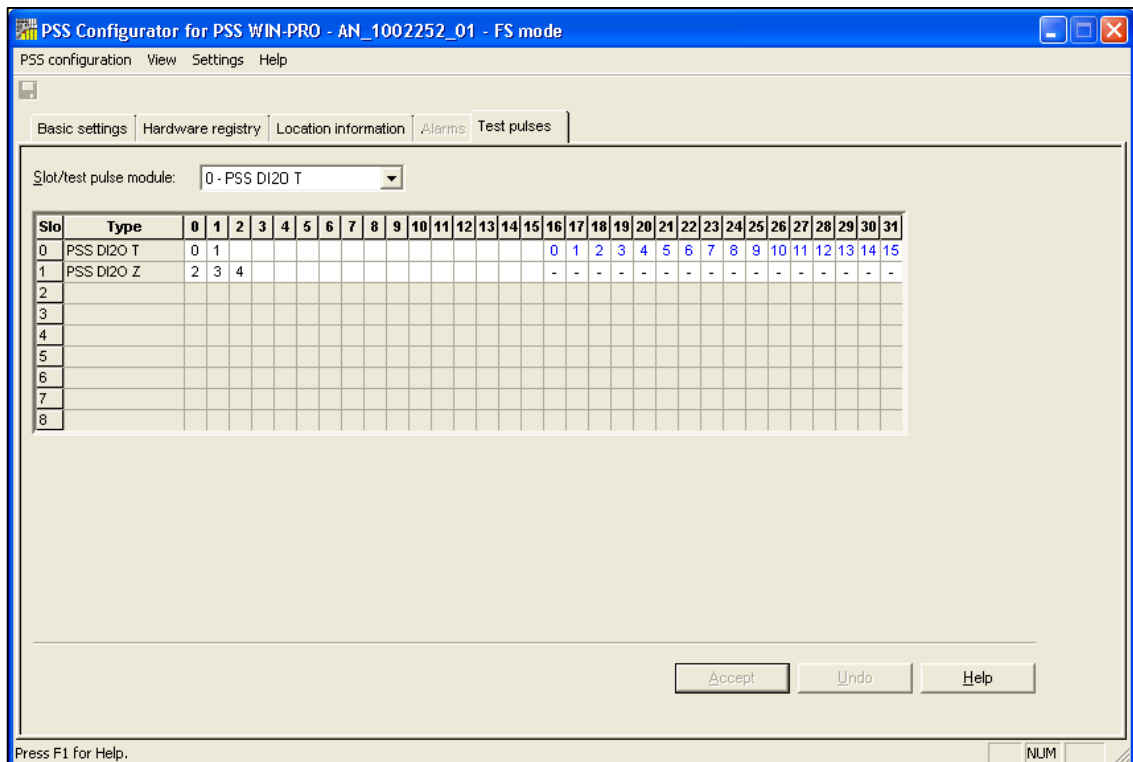 PSS Configurator for PSS WIN-PRO - AN_1002252_01 - FS mode
PSS configuration View Settings Help
Basic settings Hardware registry Location information Alarms Test pulses
Slot/test pulse module: 0 - PSS DI2O T
Slo Type 0 1 2 3 4 5 6 7 8 9 10 11 12 13 14 15 16 17 18 19 20 21 22 23 24 25 26 27 28 29 30 31
0 PSS DI2O T 0 1 0 1 2 3 4 5 6 7 8 9 10 11 12 13 14 15
1 PSS DI2O Z 2 3 4 - - - - - - - - - - - - - - - -
2
3
4
5
6
7
8
Accept Undo Help
Press F1 for Help. NUM